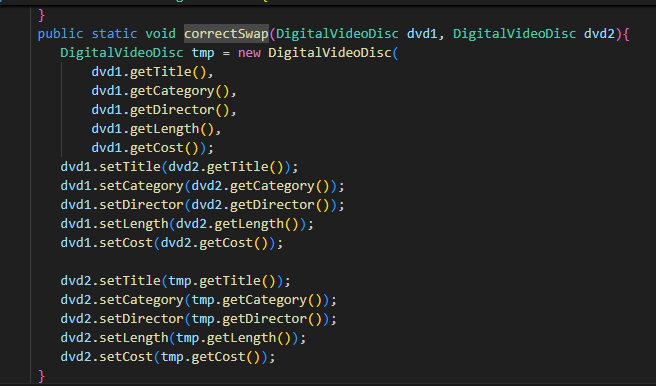 }
public static void correctSwap(DigitalVideoDisc dvd1, DigitalVideoDisc dvd2){
DigitalVideoDisc tmp = new DigitalVideoDisc(
dvd1.getTitle(),
dvd1.getCategory(),
dvd1.getDirector(),
dvd1.getLength(),
dvd1.getCost());
dvd1.setTitle(dvd2.getTitle());
dvd1.setCategory(dvd2.getCategory());
dvd1.setDirector(dvd2.getDirector());
dvd1.setLength(dvd2.getLength());
dvd1.setCost(dvd2.getCost());
dvd2.setTitle(tmp.getTitle());
dvd2.setCategory(tmp.getCategory());
dvd2.setDirector(tmp.getDirector());
dvd2.setLength(tmp.getLength());
dvd2.setCost(tmp.getCost());
}